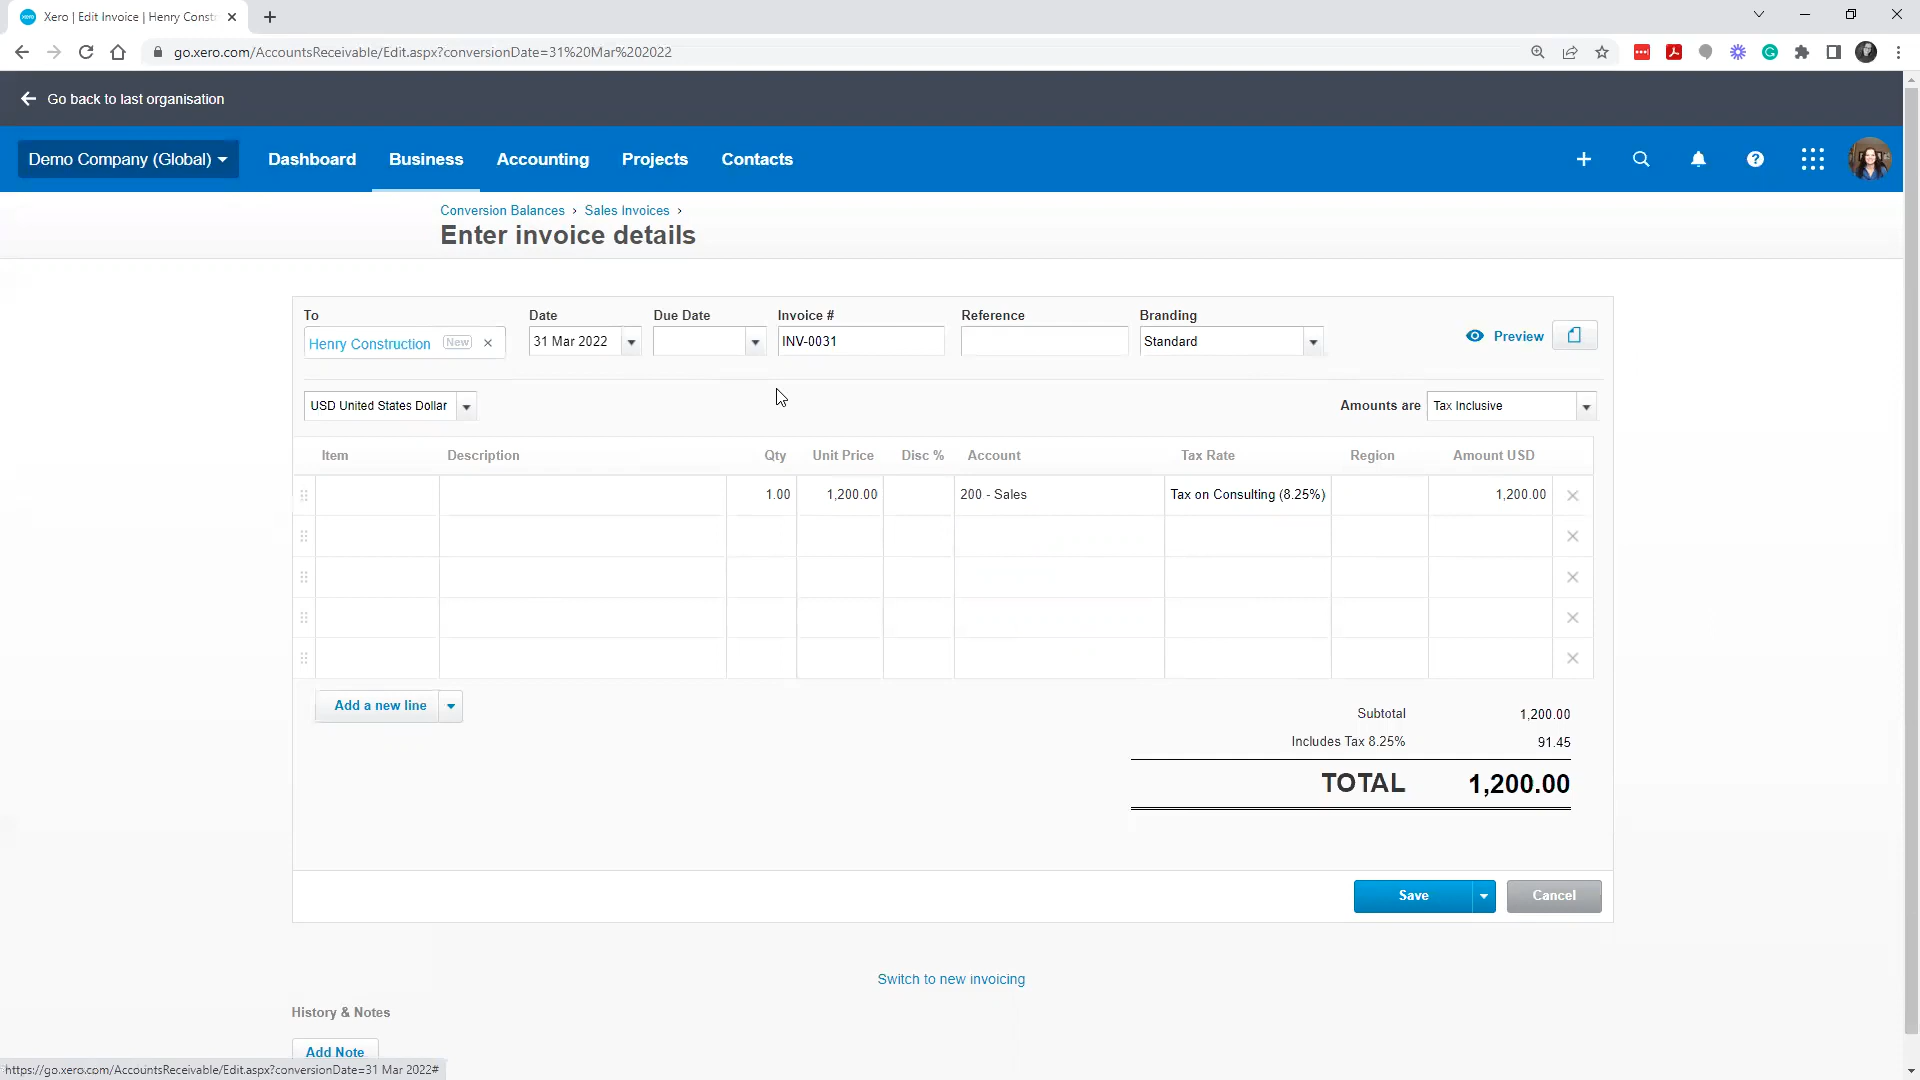 Xero | Edit Invoice | Henry Const
go.xero.com/AccountsReceivable/Edit.aspx?conversionDate=31%20Mar%202022
Go back to last organisation
Demo Company (Global)
Dashboard
Business
Accounting
Projects
Contacts
Conversion Balances › Sales Invoices ›
Enter invoice details
To
Date
Due Date
Invoice #
Reference
Branding
Henry Construction New
31 Mar 2022
INV-0031
Standard
Preview
USD United States Dollar
Amounts are
Tax Inclusive
Item
Description
Qty
Unit Price
Disc %
Account
Tax Rate
Region
Amount USD
1.00
1,200.00
200 - Sales
Tax on Consulting (8.25%)
1,200.00
Add a new line
Subtotal 1,200.00
Includes Tax 8.25% 91.45
TOTAL 1,200.00
Save
Cancel
Switch to new invoicing
History & Notes
Add Note
https://go.xero.com/AccountsReceivable/Edit.aspx?conversionDate=31 Mar 2022#